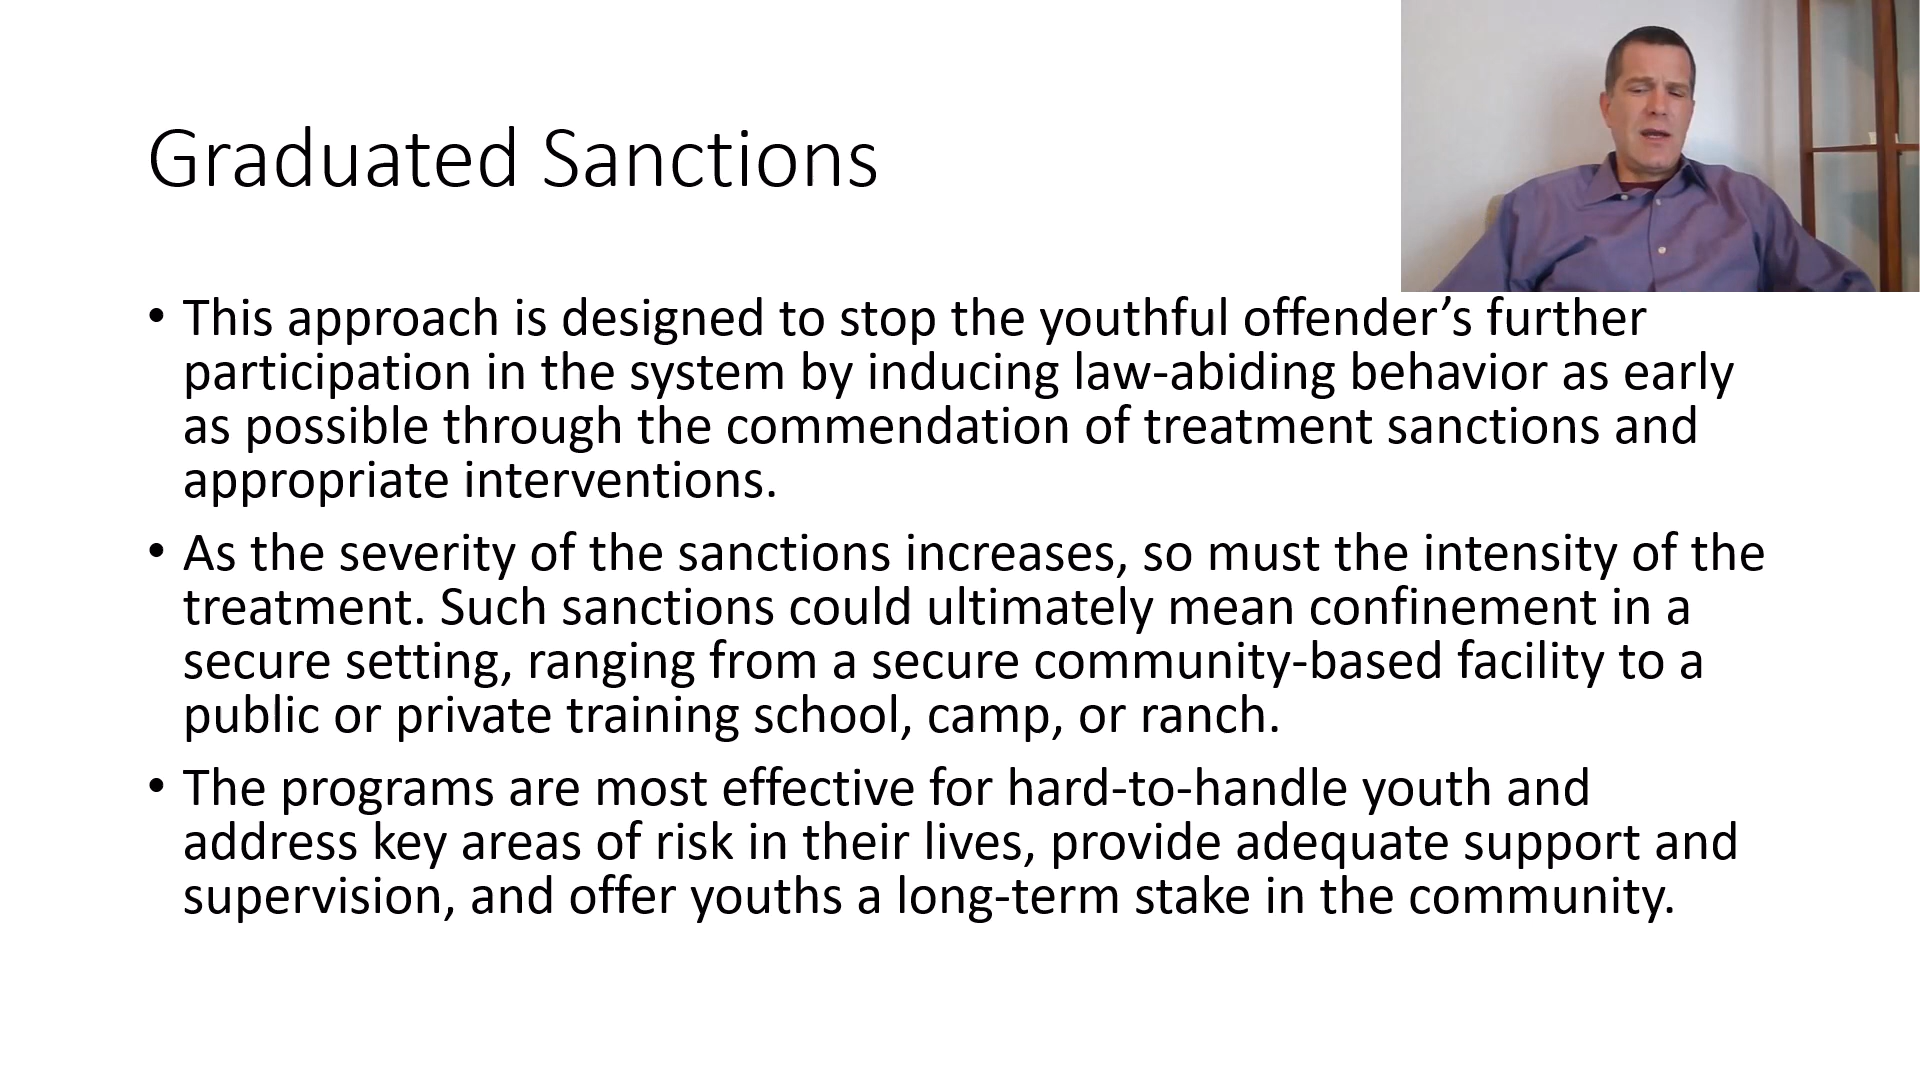 Graduated Sanctions
• This approach is designed to stop the youthful offender’s further
participation in the system by inducing law-abiding behavior as early
as possible through the commendation of treatment sanctions and
appropriate interventions.
• As the severity of the sanctions increases, so must the intensity of the
treatment. Such sanctions could ultimately mean confinement in a
secure setting, ranging from a secure community-based facility to a
public or private training school, camp, or ranch.
• The programs are most effective for hard-to-handle youth and
address key areas of risk in their lives, provide adequate support and
supervision, and offer youths a long-term stake in the community.